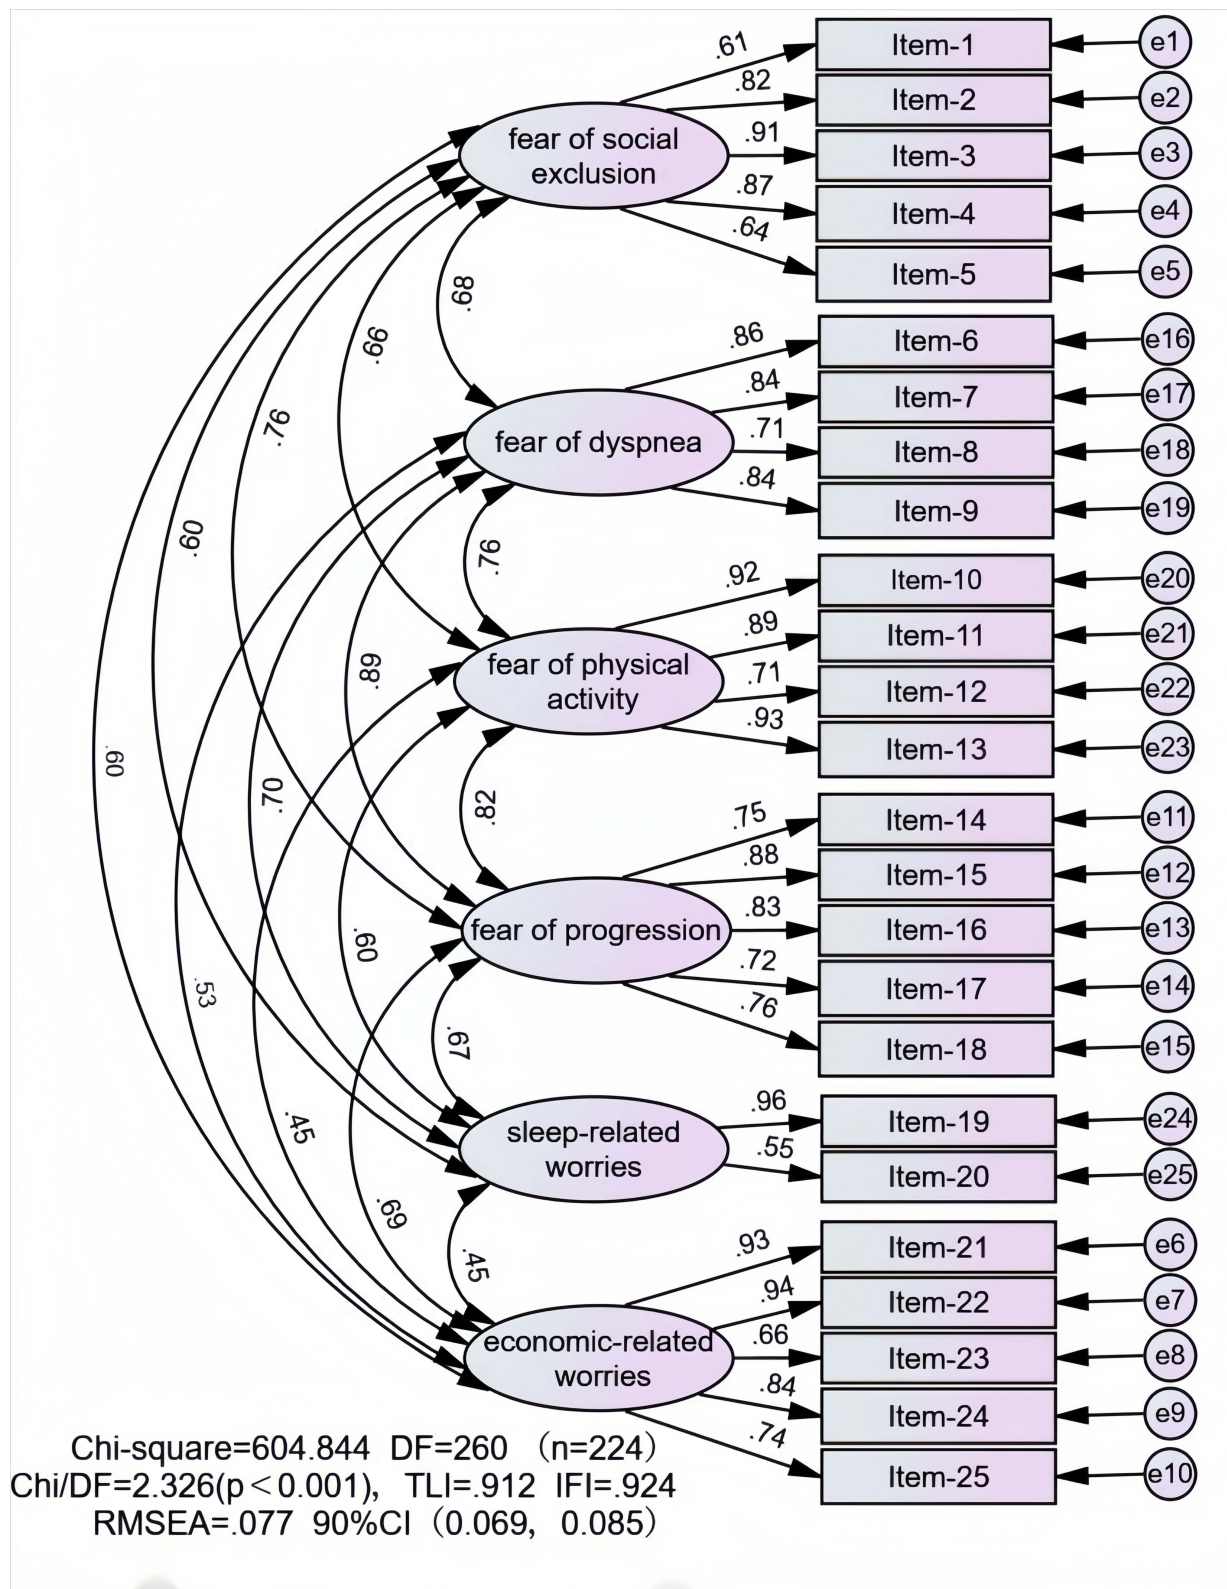 .61
Item-1
e1
.82
Item-2
e2
fear of social
exclusion
.91
Item-3
e3
.87
Item-4
e4
.64
Item-5
e5
.68
.66
.76
.60
.60
.86
Item-6
e16
.84
Item-7
e17
fear of dyspnea
.71
Item-8
e18
.84
Item-9
e19
.76
.89
.70
.53
.92
Item-10
e20
.89
Item-11
e21
fear of physical
activity
.71
Item-12
e22
.93
Item-13
e23
.82
.60
.45
.75
Item-14
e11
.88
Item-15
e12
fear of progression
.83
Item-16
e13
.72
Item-17
e14
.76
Item-18
e15
.67
.69
.96
Item-19
e24
sleep-related
worries
.55
Item-20
e25
.45
.93
Item-21
e6
.94
Item-22
e7
economic-related
worries
.66
Item-23
e8
.84
Item-24
e9
.74
Item-25
e10
Chi-square=604.844 DF=260 （n=224）
Chi/DF=2.326(p＜0.001)， TLI=.912 IFI=.924
RMSEA=.077 90%CI（0.069， 0.085）